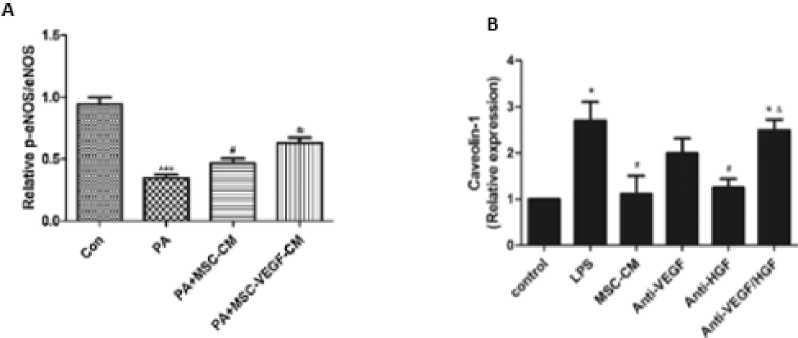 A
Relative p-eNOS/eNOS
1.5
1.0
0.5
0.0
***
#
&
Con
PA
PA+MSC-CM
PA+MSC-VEGF-CM
B
Caveolin-1
(Relative expression)
4
3
2
1
0
*
#
#
* &
control
LPS
MSC-CM
Anti-VEGF
Anti-HGF
Anti-VEGF/HGF